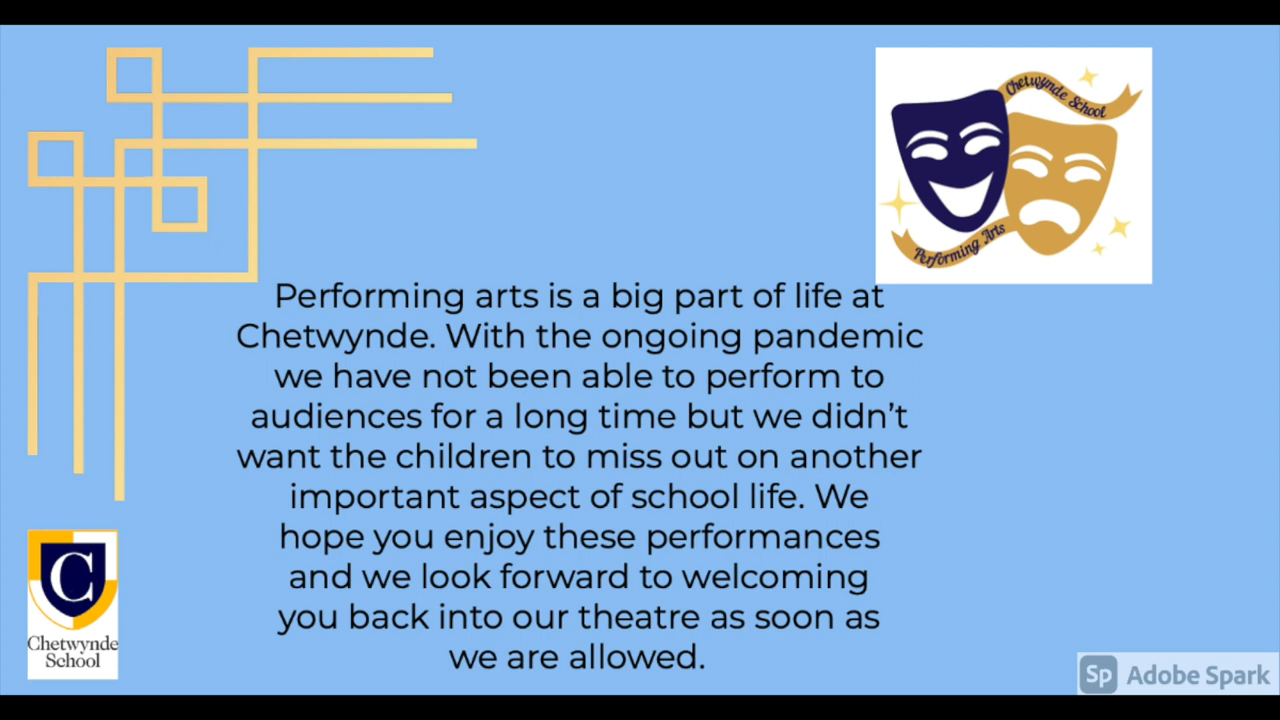 Chetwynde School
Performing Arts
Performing arts is a big part of life at
Chetwynde. With the ongoing pandemic
we have not been able to perform to
audiences for a long time but we didn't
want the children to miss out on another
important aspect of school life. We
hope you enjoy these performances
and we look forward to welcoming
you back into our theatre as soon as
we are allowed.
C
Chetwynde
School
Sp Adobe Spark